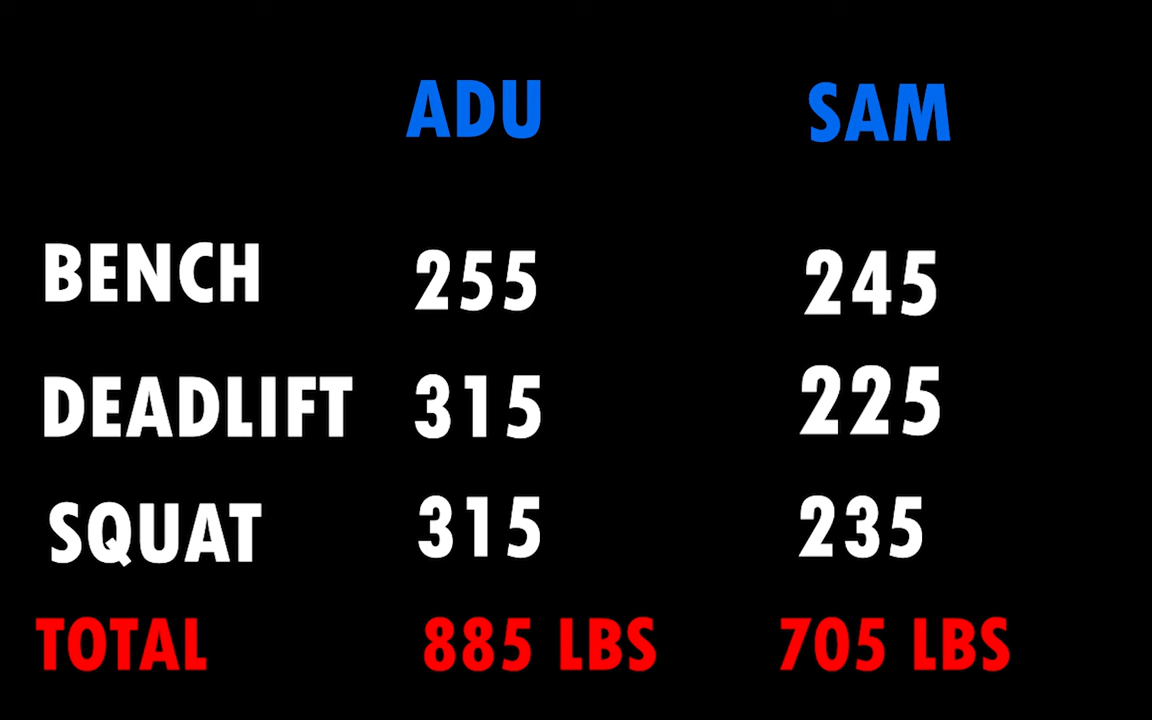 ADU SAM
BENCH 255 245
DEADLIFT 315 225
SQUAT 315 235
TOTAL 885 LBS 705 LBS